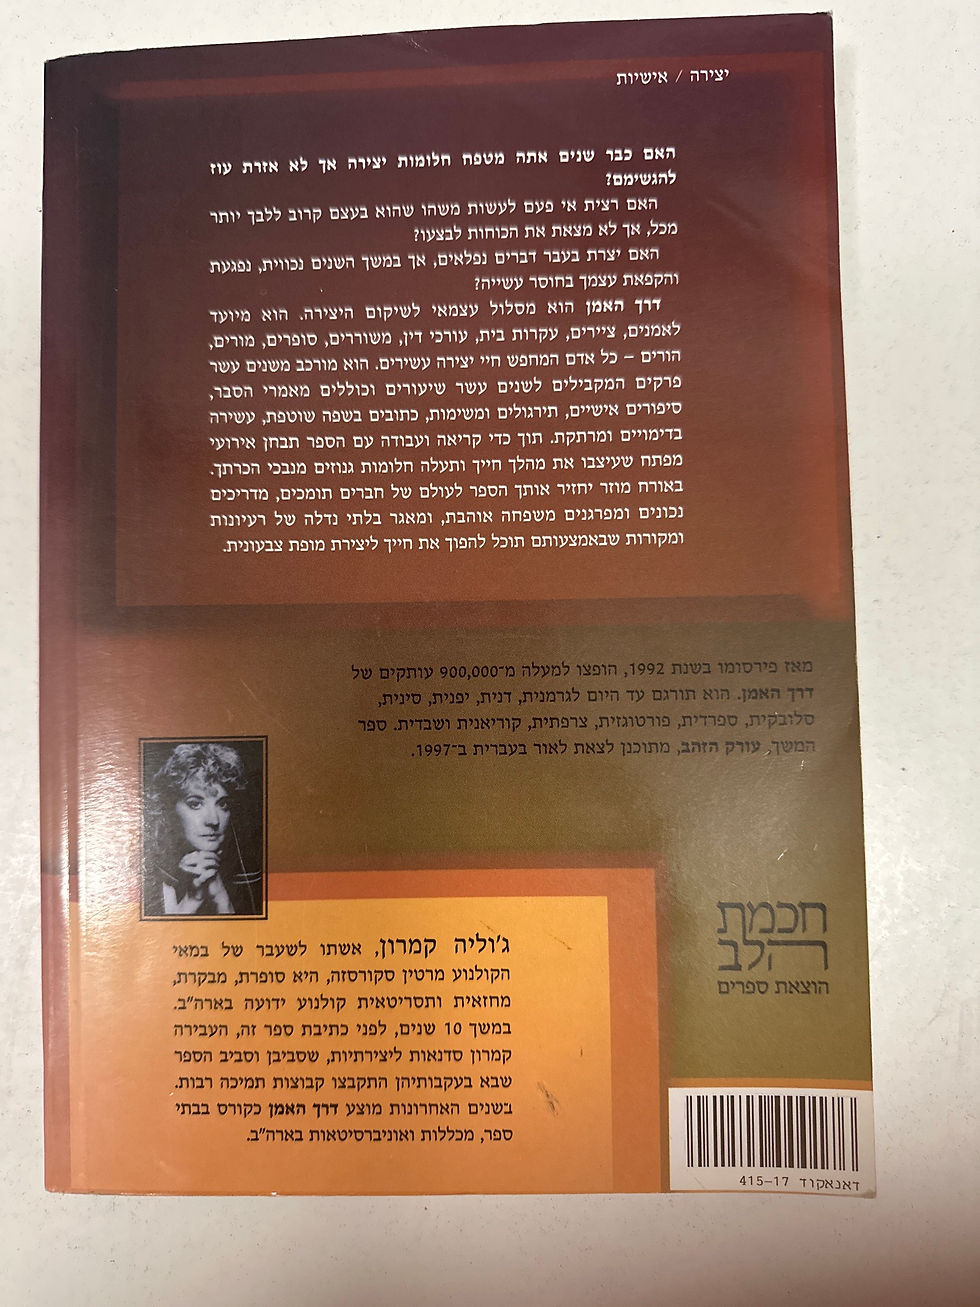 יצירה / אישיות
האם כבר שנים אתה מטפח חלומות יצירה אך לא אזרת עוז
להגשימם?
האם רצית אי פעם לעשות משהו שהוא בעצם קרוב ללבך יותר
מכל, אך לא מצאת את הכוחות לבצעו?
האם יצרת בעבר דברים נפלאים, אך במשך השנים נכווית, נפגעת
והקפאת עצמך בחוסר עשייה?
דרך האמן הוא מסלול עצמאי לשיקום היצירה. הוא מיועד
לאמנים, ציירים, עקרות בית, עורכי דין, משוררים, סופרים, מורים,
הורים – כל אדם המחפש חיי יצירה עשירים. הוא מורכב משנים עשר
פרקים המקבילים לשנים עשר שיעורים וכוללים מאמרי הסבר,
סיפורים אישיים, תירגולים ומשימות, כתובים בשפה שוטפת, עשירה
בדימויים ומרתקת. תוך כדי קריאה ועבודה עם הספר תבחן אירועי
מפתח שעיצבו את מהלך חייך ותעלה חלומות גנוזים מנבכי הכרתך.
באורח מוזר יחזיר אותך הספר לעולם של חברים תומכים, מדריכים
נכונים ומפרגנים משפחה אוהבת, ומאגר בלתי נדלה של רעיונות
ומקורות שבאמצעותם תוכל להפוך את חייך ליצירת מופת צבעונית.
מאז פירסומו בשנת 1992, הופצו למעלה מ־900,000 עותקים של
דרך האמן. הוא תורגם עד היום לגרמנית, דנית, יפנית, סינית,
סלובקית, ספרדית, פורטוגזית, צרפתית, קוריאנית ושבדית. ספר
המשך, עורק הזהב, מתוכנן לצאת לאור בעברית ב־1997.
ג'וליה קמרון, אשתו לשעבר של במאי
הקולנוע מרטין סקורסזה, היא סופרת, מבקרת,
מחזאית ותסריטאית קולנוע ידועה בארה"ב.
במשך 10 שנים, לפני כתיבת ספר זה, העבירה
קמרון סדנאות ליצירתיות, שסביבן וסביב הספר
שבא בעקבותיהן התקבצו קבוצות תמיכה רבות.
בשנים האחרונות מוצע דרך האמן כקורס בבתי
ספר, מכללות ואוניברסיטאות בארה"ב.
חכמת
הלב
הוצאת ספרים
דאנאקוד 415-17